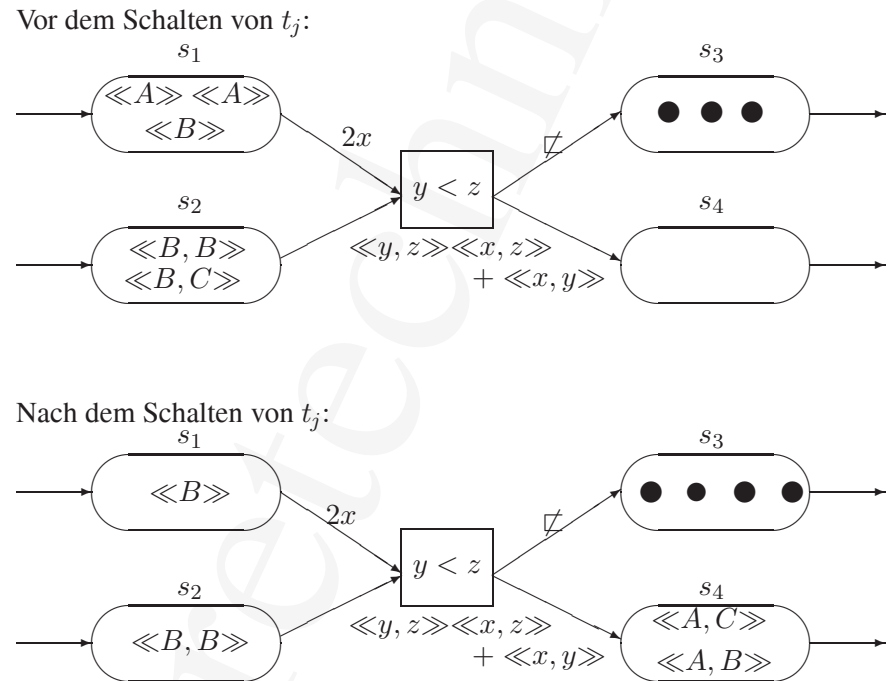 Vor dem Schalten von t_j:
s_1
s_3
≪A≫ ≪A≫
≪B≫
2x
⋢
y < z
s_2
s_4
≪B, B≫
≪B, C≫
≪y, z≫ ≪x, z≫
+ ≪x, y≫
Nach dem Schalten von t_j:
s_1
s_3
≪B≫
2x
⋢
y < z
s_2
s_4
≪B, B≫
≪A, C≫
≪A, B≫
≪y, z≫ ≪x, z≫
+ ≪x, y≫